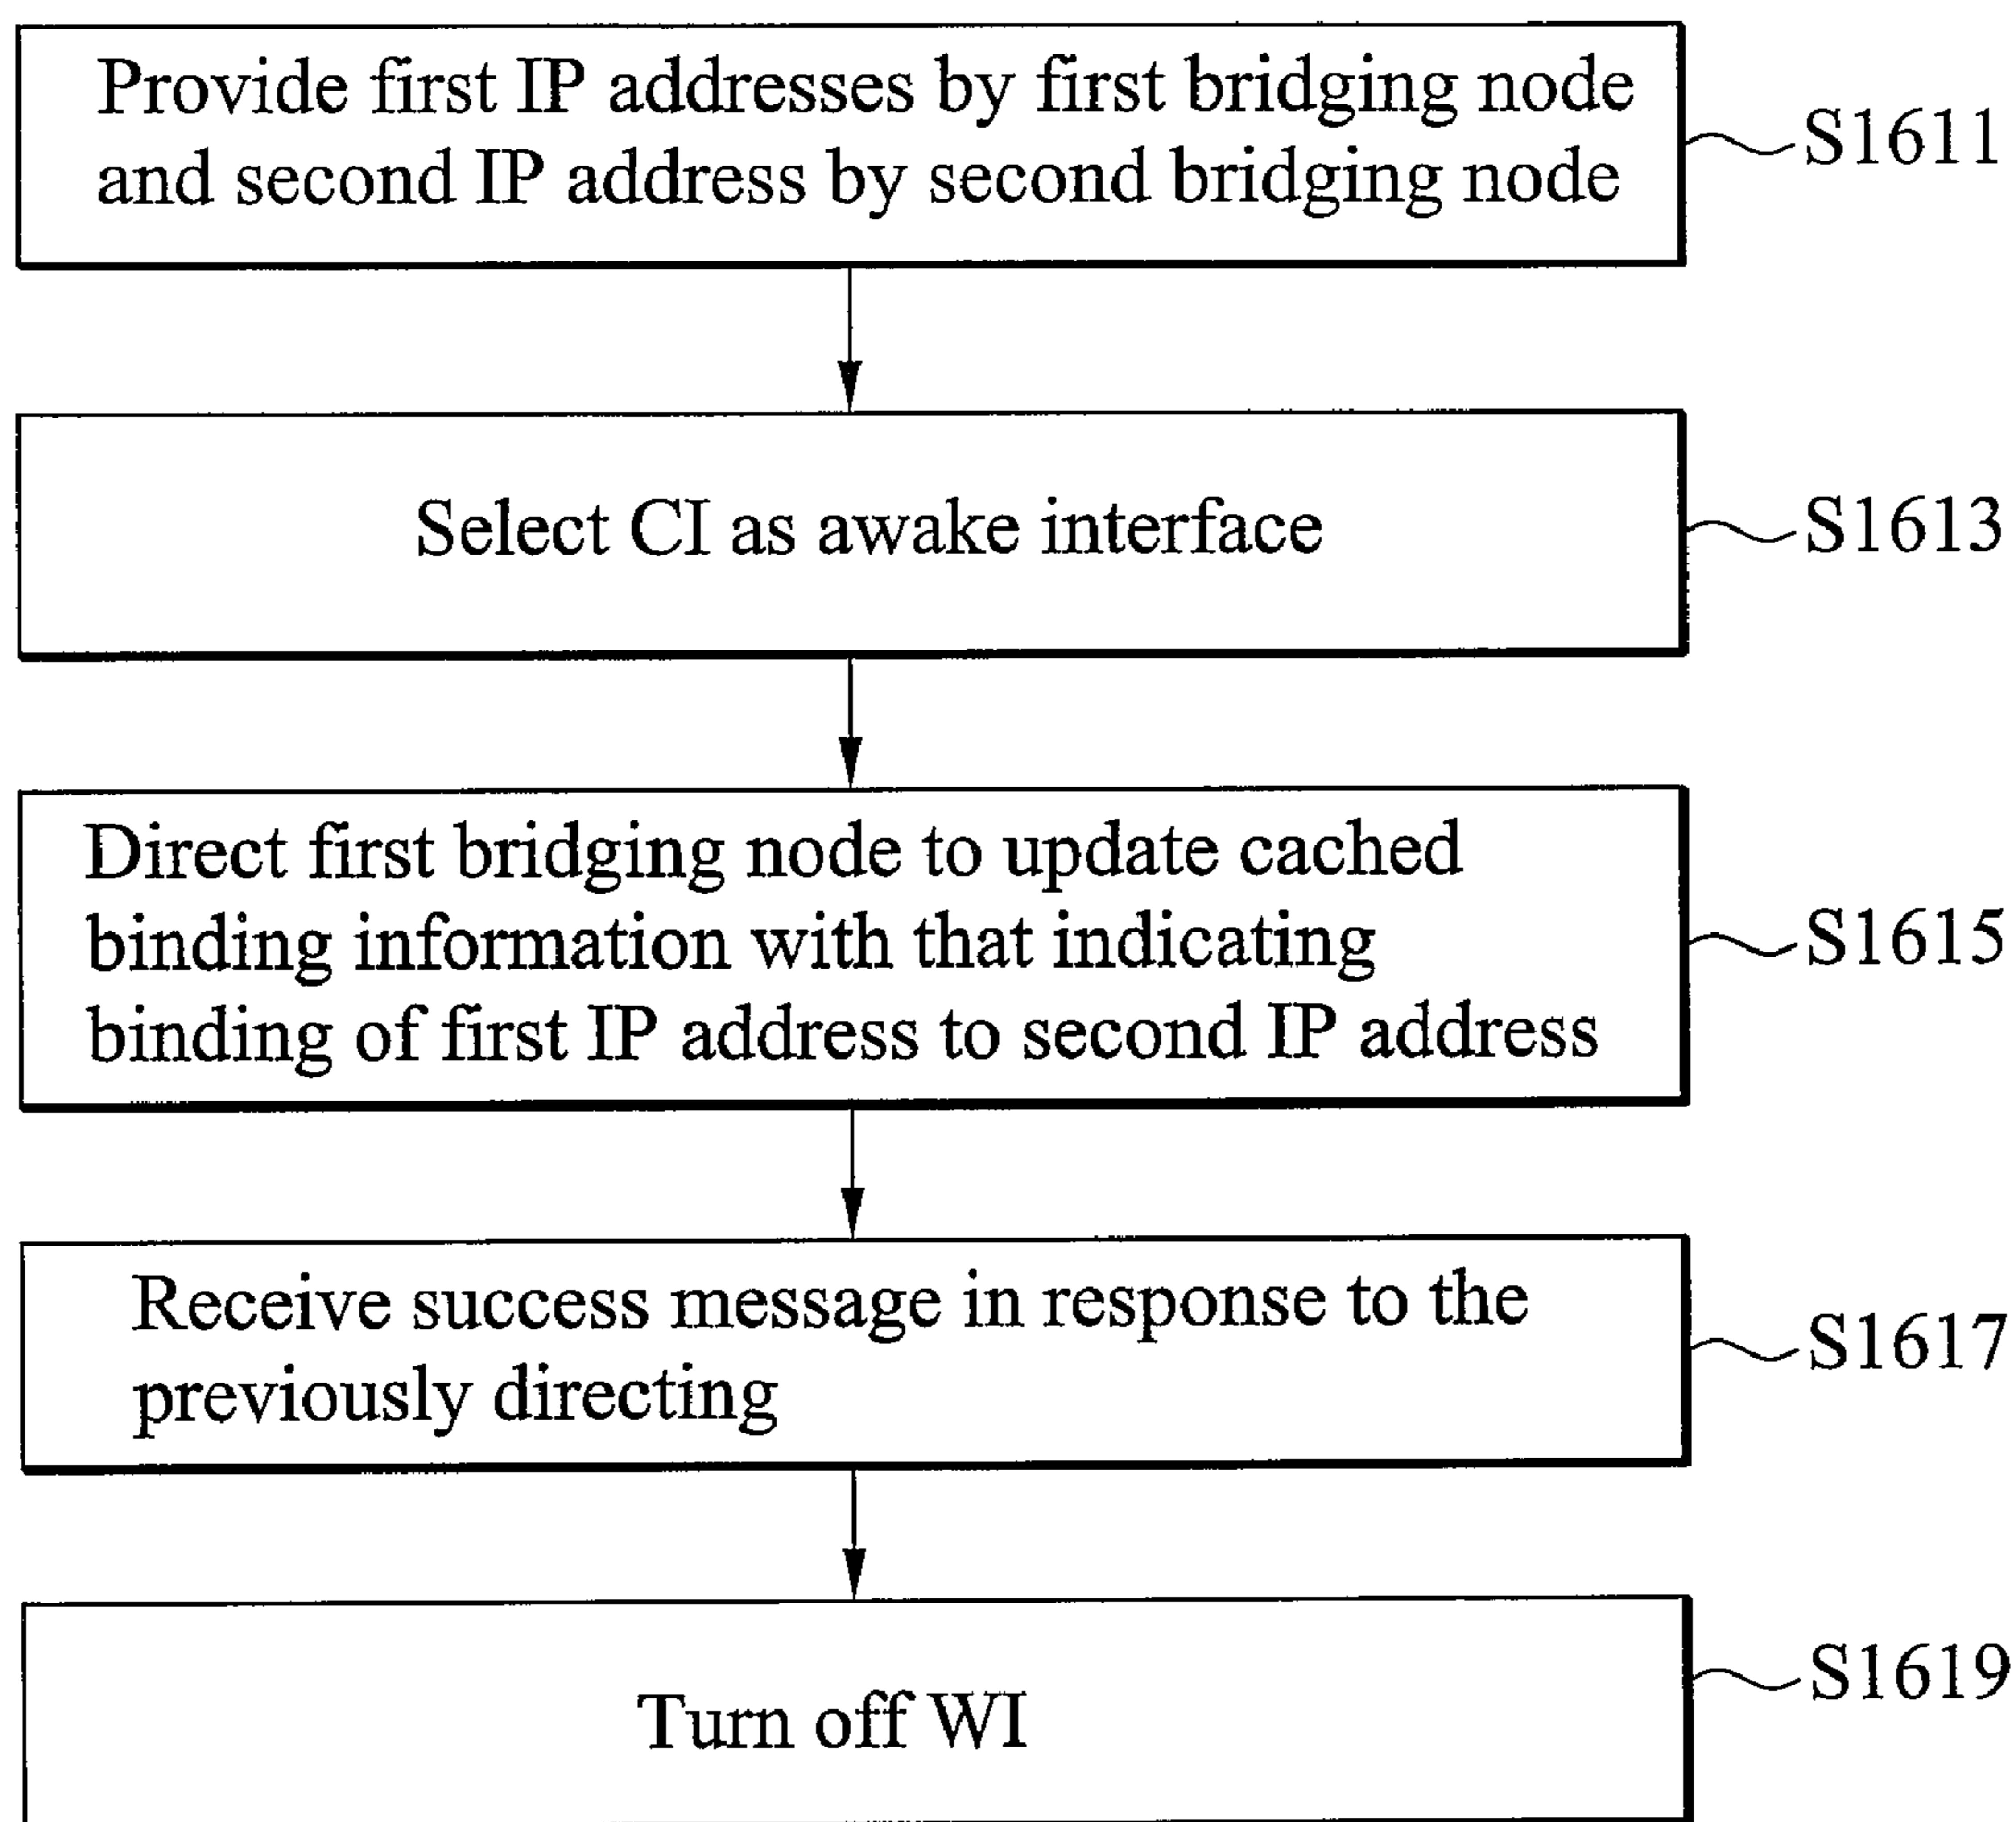 Provide first IP addresses by first bridging node
and second IP address by second bridging node
S1611
Select CI as awake interface
S1613
Direct first bridging node to update cached
binding information with that indicating
binding of first IP address to second IP address
S1615
Receive success message in response to the
previously directing
S1617
Turn off WI
S1619